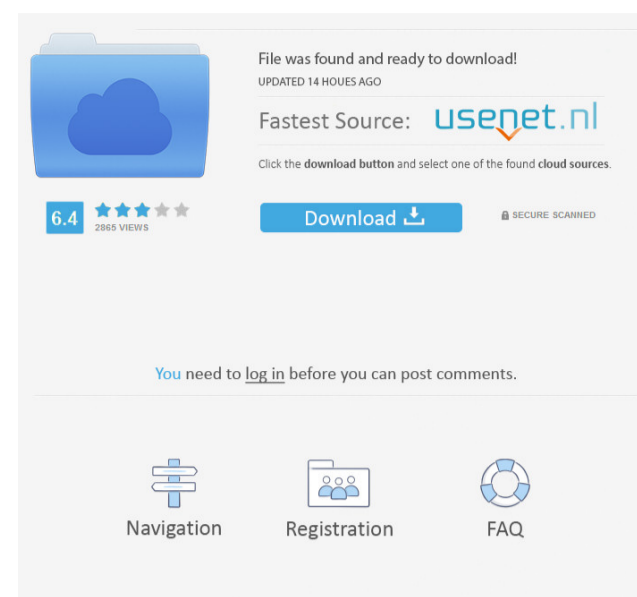 File was found and ready to download!
UPDATED 14 HOUES AGO
Fastest Source: usenet.nl
Click the download button and select one of the found cloud sources.
6.4
2865 VIEWS
Download
SECURE SCANNED
You need to log in before you can post comments.
Navigation
Registration
FAQ